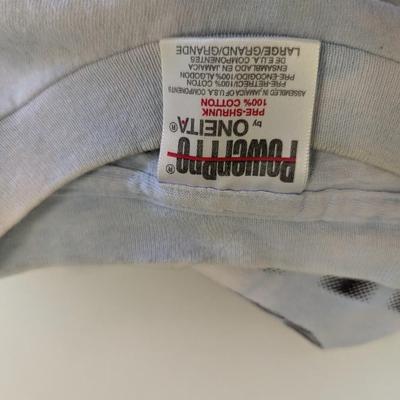 PowerPro®
by ONEITA®
PRE-SHRUNK
100% COTTON
ASSEMBLED IN JAMAICA OF U.S.A. COMPONENTS
PRE-RETRECI/100% COTON
PRE-ENCOGIDO/100% ALGODON
ENSAMBLADO EN JAMAICA
DE E.U.A. COMPONENTES
LARGE/GRAND/GRANDE